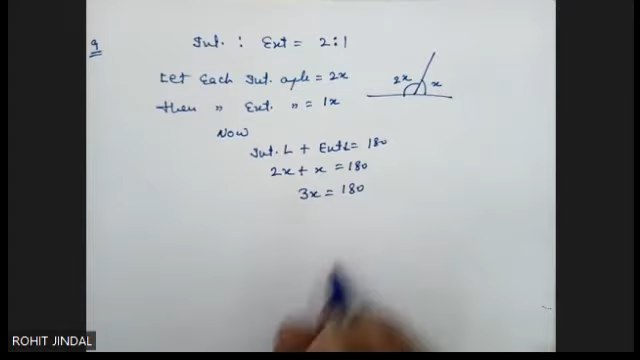 9
Int. : Ext = 2:1
Let Each Int. angle = 2x
then " Ext. " = 1x
2x
x
Now
Int. L + Ext L = 180
2x + x = 180
3x = 180
ROHIT JINDAL